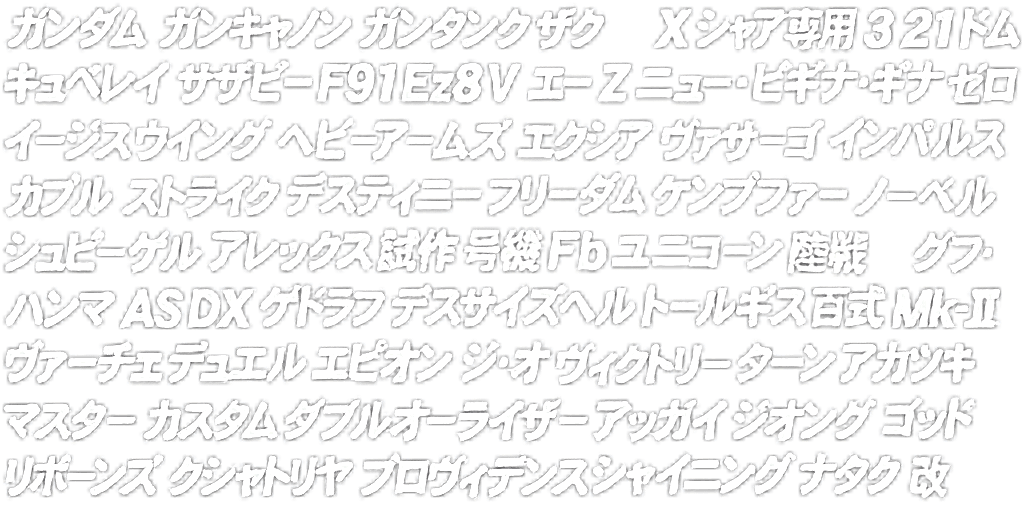 ガンダム ガンキャノン ガンタンク ザク X シャア専用 3 21 ドム
キュベレイ サザビー F91 Ez8 V エー Z ニュー・ビギナ・ギナ ゼロ
イージスウイング ヘビーアームズ エクシア ヴァサーゴ インパルス
カブル ストライク デスティニー フリーダム ケンプファー ノーベル
シュピーゲル アレックス 試作 号機 Fb ユニコーン 陸戦 グフ・
ハンマ AS DX ゲドラフ デスサイズヘル トールギス 百式 Mk-Ⅱ
ヴァーチェ デュエル エピオン ジ・オ ヴィクトリー ターン アカツキ
マスター カスタム ダブルオーライザー アッガイ ジオング ゴッド
リボーンズ クシャトリヤ プロヴィデンス シャイニング ナタク 改